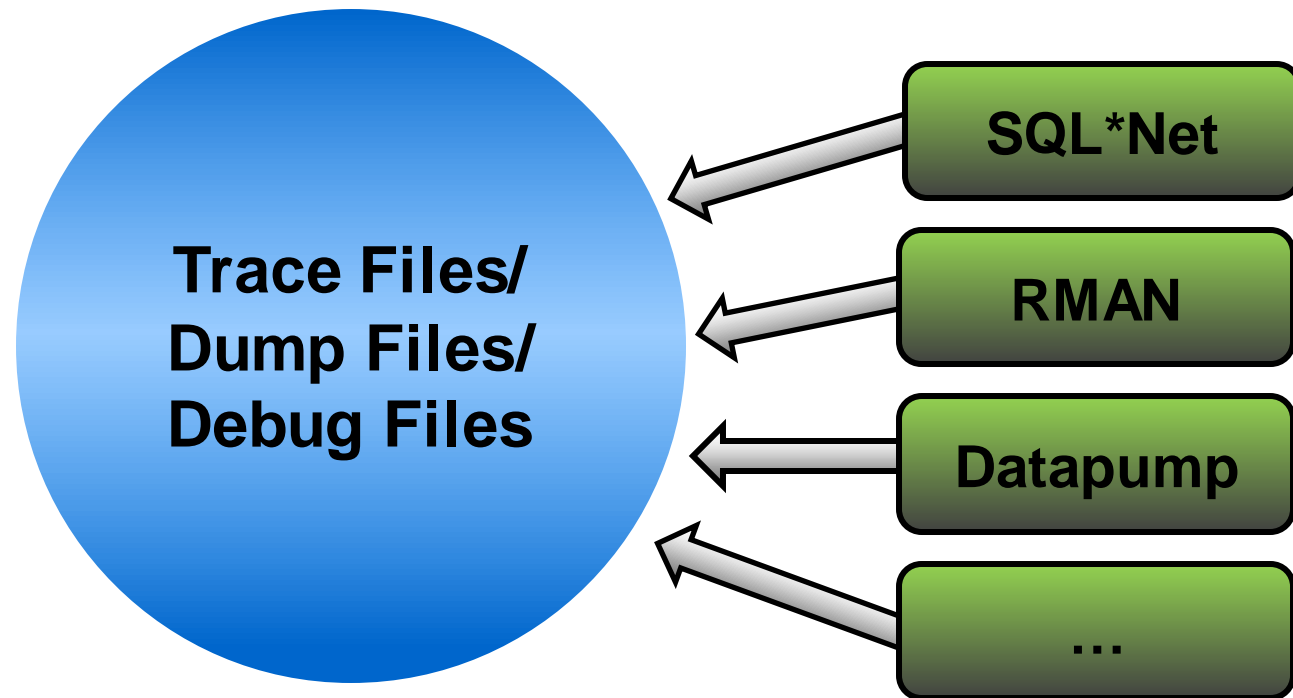 Trace Files/
Dump Files/
Debug Files
SQL*Net
RMAN
Datapump
...